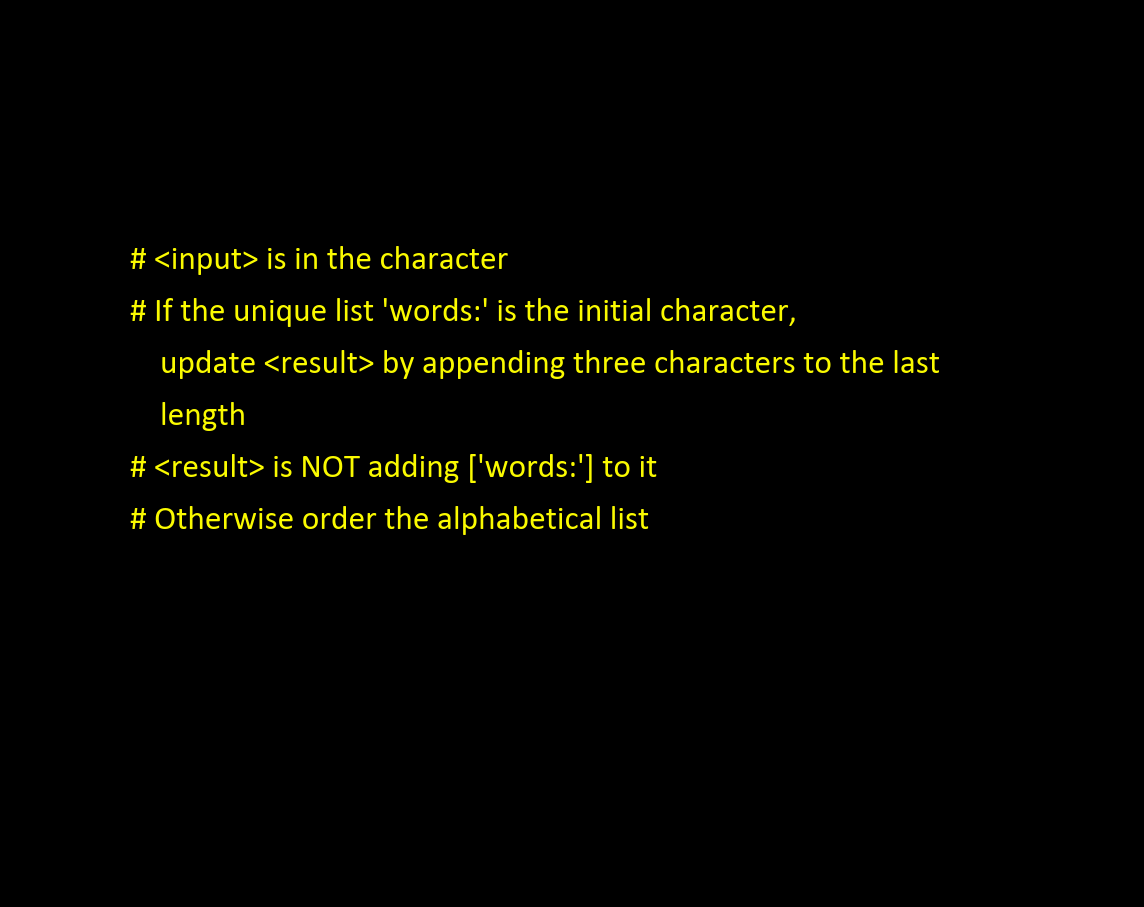 # <input> is in the character
# If the unique list 'words:' is the initial character,
update <result> by appending three characters to the last
length
# <result> is NOT adding ['words:'] to it
# Otherwise order the alphabetical list